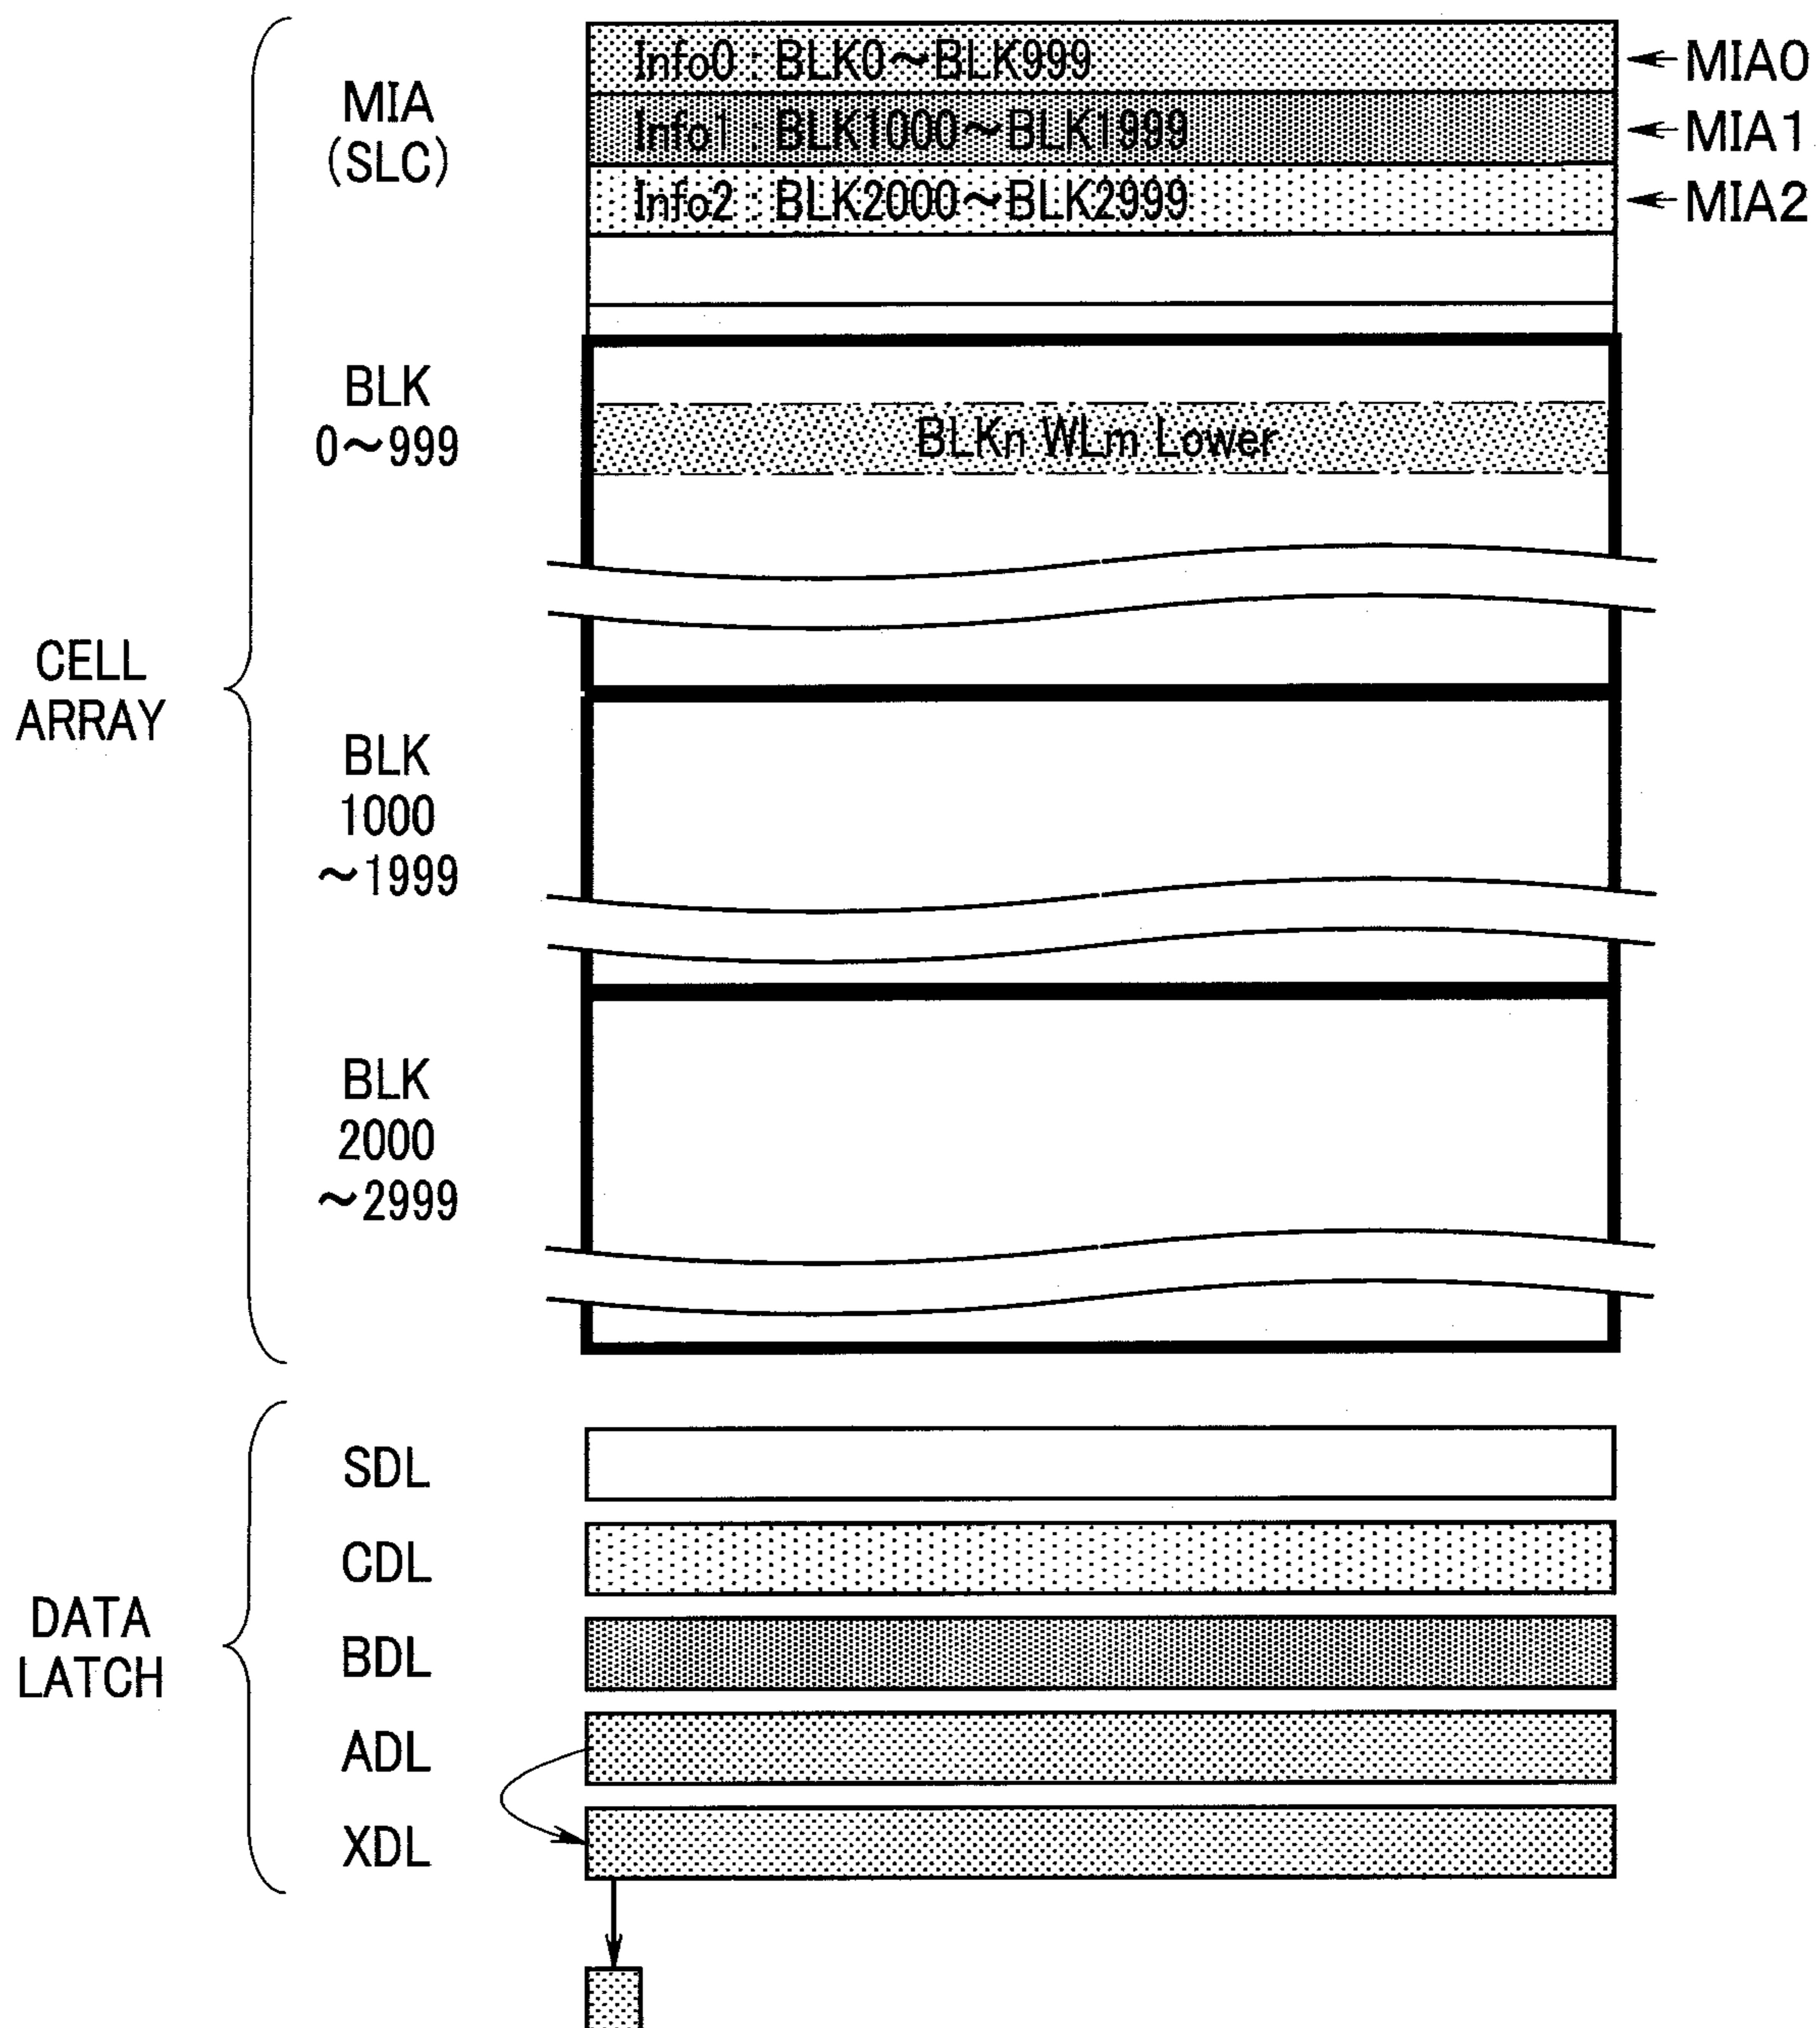 MIA
(SLC)
Info0 : BLK0～BLK999
Info1 : BLK1000～BLK1999
Info2 : BLK2000～BLK2999
MIA0
MIA1
MIA2
BLK
0～999
BLKn WLm Lower
CELL
ARRAY
BLK
1000
～1999
BLK
2000
～2999
SDL
CDL
DATA
LATCH
BDL
ADL
XDL